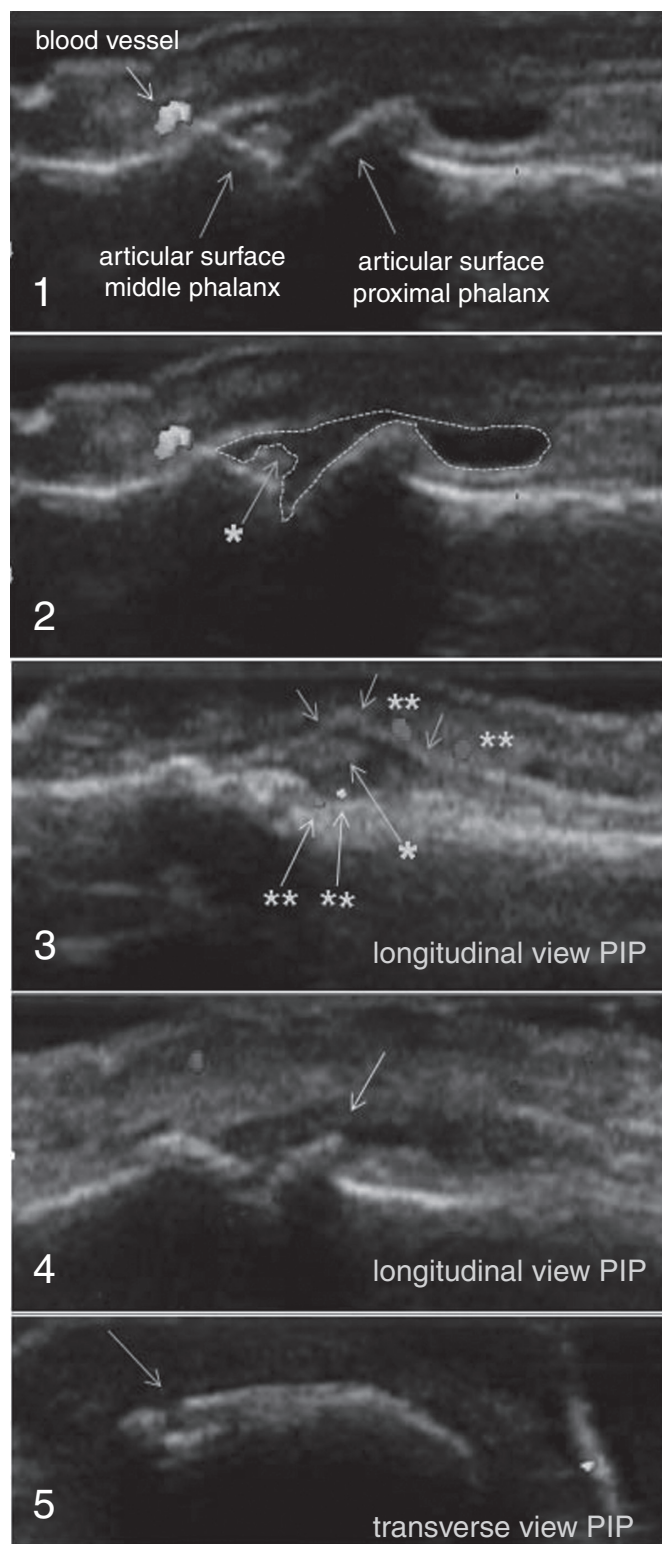 blood vessel
articular surface
middle phalanx
articular surface
proximal phalanx
1
*
2
**
**
*
** **
3
longitudinal view PIP
4
longitudinal view PIP
5
transverse view PIP